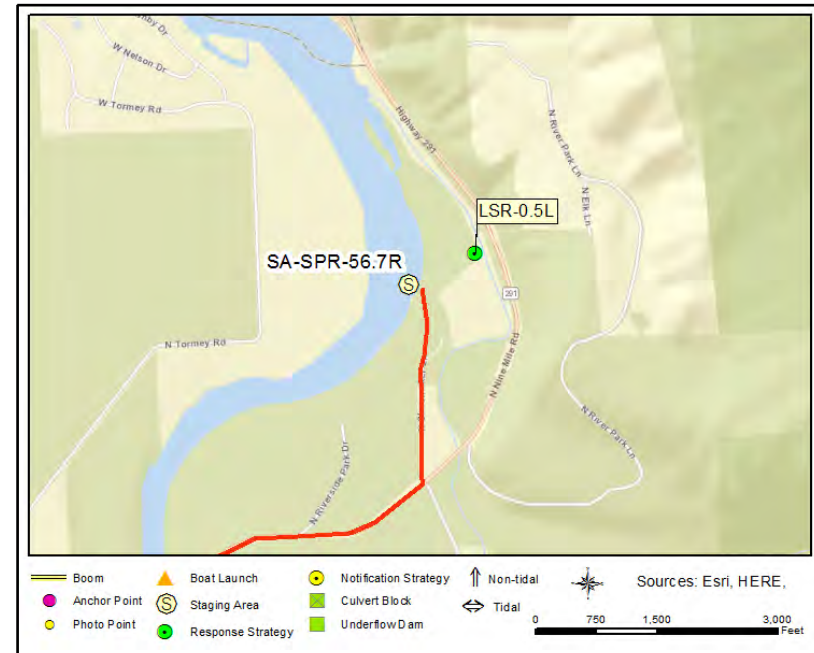 W Nelson Dr
W Tormey Rd
Highway 291
N River Park Ln
N Elk Ln
LSR-0.5L
SA-SPR-56.7R
S
291
N Tormey Rd
N Nine Mile Rd
N River Park Ln
N Riverside Park Dr
Boom
Boat Launch
Notification Strategy
Non-tidal
Sources: Esri, HERE,
Anchor Point
S
Staging Area
Culvert Block
Tidal
Photo Point
Response Strategy
Underflow Dam
0 750 1,500 3,000
Feet